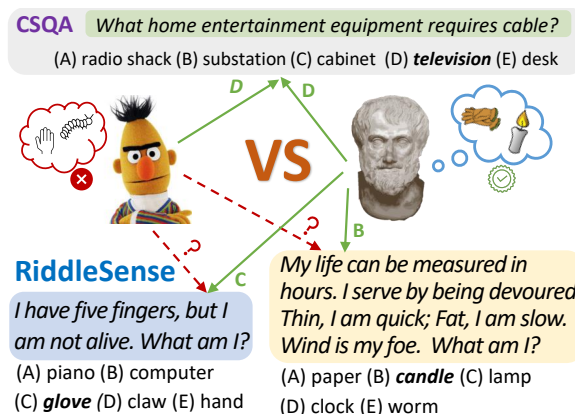 CSQA What home entertainment equipment requires cable?
(A) radio shack (B) substation (C) cabinet (D) television (E) desk
D
D
VS
?
?
C
B
RiddleSense
I have five fingers, but I
am not alive. What am I?
(A) piano (B) computer
(C) glove (D) claw (E) hand
My life can be measured in
hours. I serve by being devoured
Thin, I am quick; Fat, I am slow.
Wind is my foe. What am I?
(A) paper (B) candle (C) lamp
(D) clock (E) worm